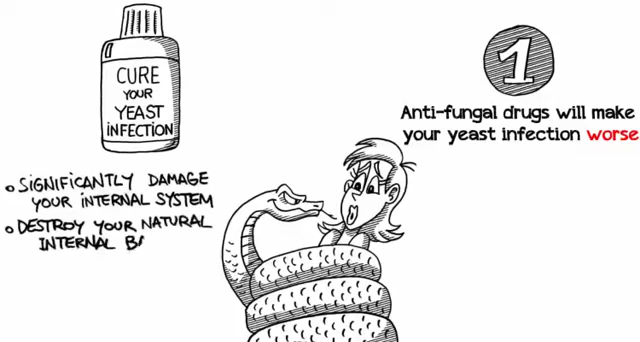 CURE
YOUR
YEAST
INFECTION
1
Anti-fungal drugs will make
your yeast infection worse
• SIGNIFICANTLY DAMAGE
YOUR INTERNAL SYSTEM
• DESTROY YOUR NATURAL
INTERNAL